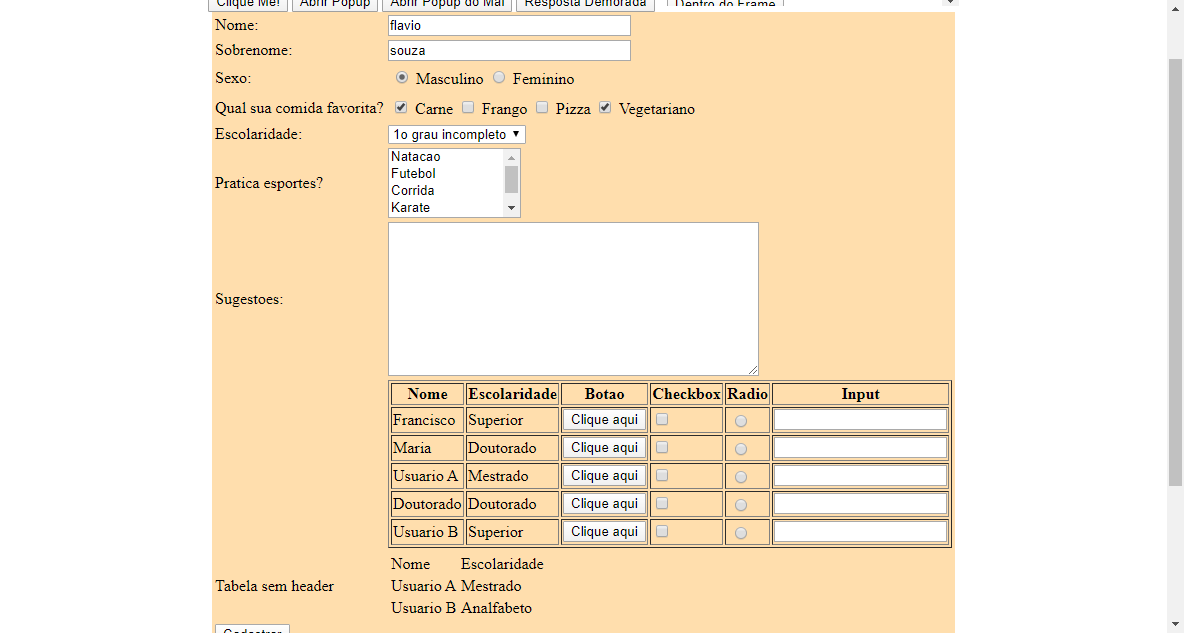 Clique Me! Abrir Popup Abrir Popup do Mal Resposta Demorada Dentro do Frame
Nome: flavio
Sobrenome: souza
Sexo: Masculino Feminino
Qual sua comida favorita? Carne Frango Pizza Vegetariano
Escolaridade: 1o grau incompleto
Pratica esportes? Natacao
Futebol
Corrida
Karate
Sugestoes:
Nome Escolaridade Botao Checkbox Radio Input
Francisco Superior Clique aqui
Maria Doutorado Clique aqui
Usuario A Mestrado Clique aqui
Doutorado Doutorado Clique aqui
Usuario B Superior Clique aqui
Tabela sem header
Nome Escolaridade
Usuario A Mestrado
Usuario B Analfabeto
Cadastrar